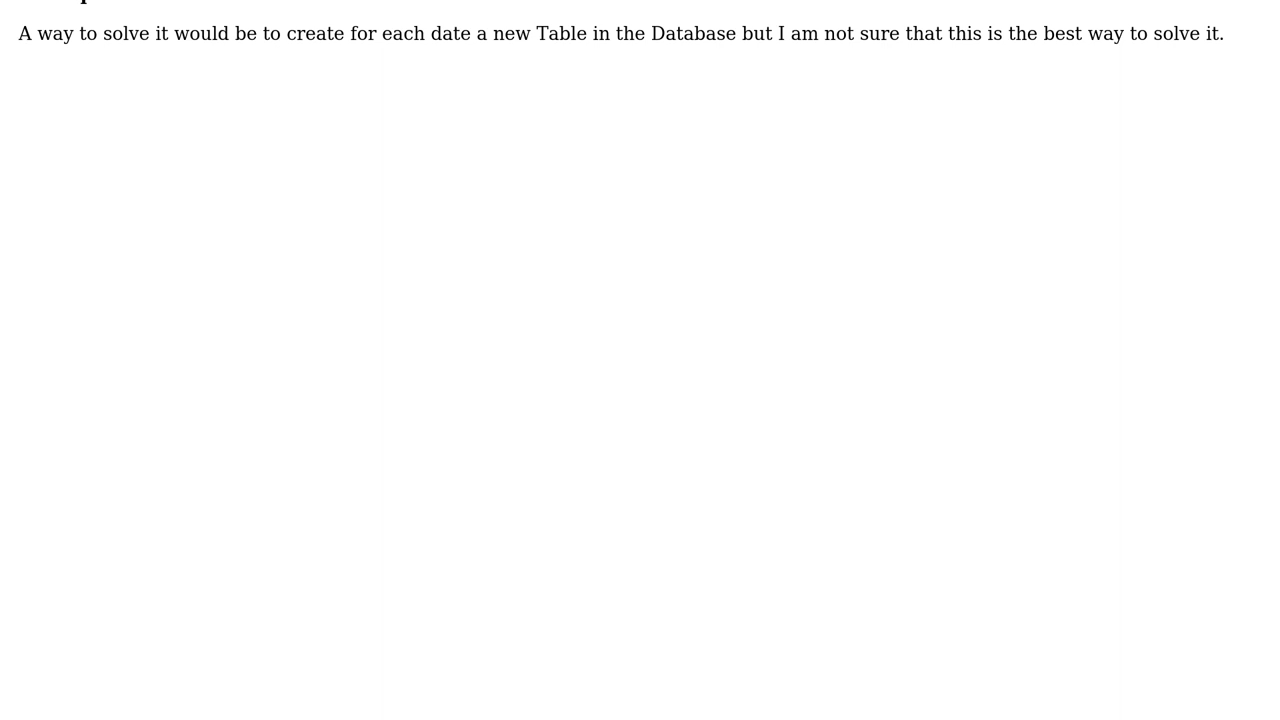 A way to solve it would be to create for each date a new Table in the Database but I am not sure that this is the best way to solve it.